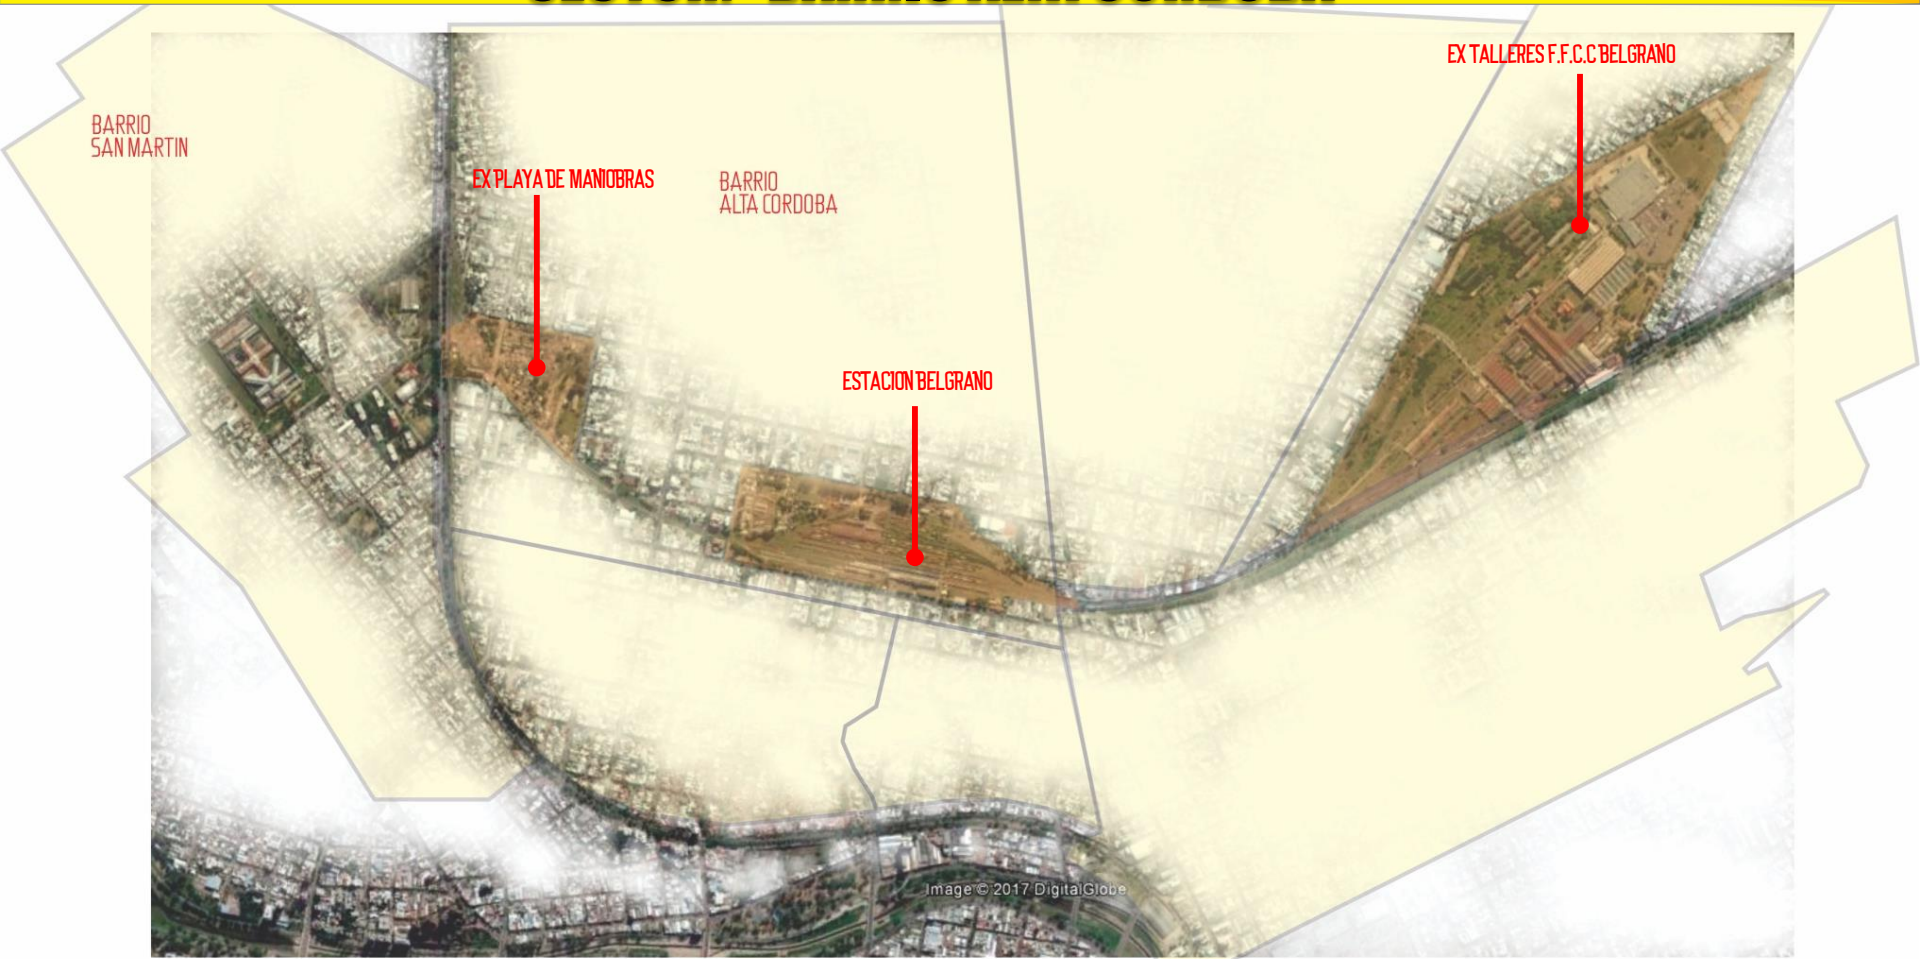 EX TALLERES F.F.C.C BELGRANO
BARRIO
SAN MARTIN
EX PLAYA DE MANIOBRAS
BARRIO
ALTA CORDOBA
ESTACION BELGRANO
Image © 2017 DigitalGlobe